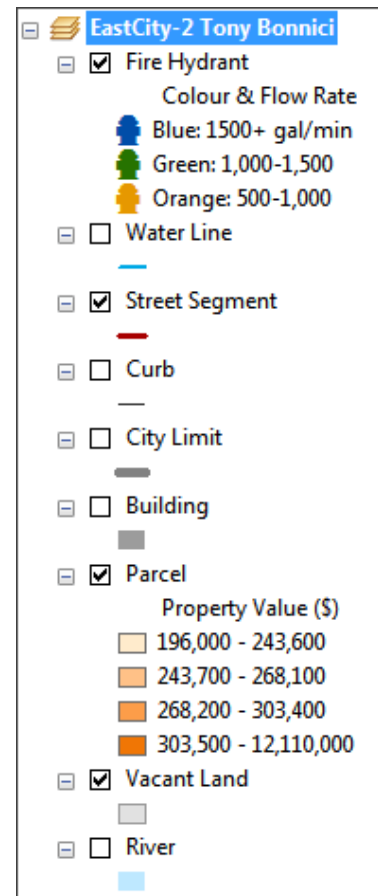 EastCity-2 Tony Bonnici
Fire Hydrant
Colour & Flow Rate
Blue: 1500+ gal/min
Green: 1,000-1,500
Orange: 500-1,000
Water Line
Street Segment
Curb
City Limit
Building
Parcel
Property Value ($)
196,000 - 243,600
243,700 - 268,100
268,200 - 303,400
303,500 - 12,110,000
Vacant Land
River